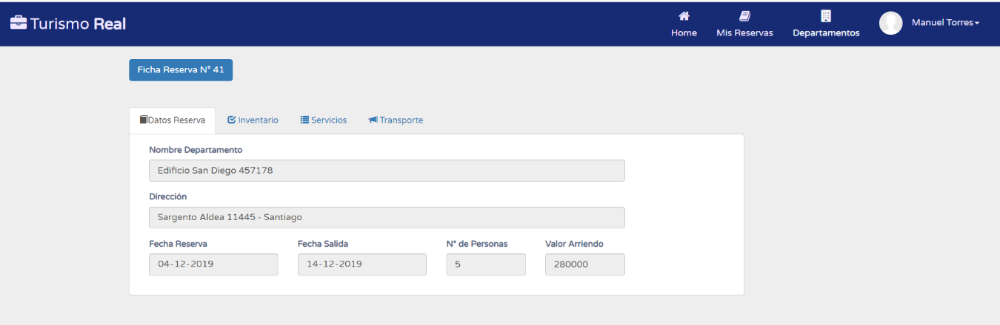 Turismo Real
Home
Mis Reservas
Departamentos
Manuel Torres
Ficha Reserva N° 41
Datos Reserva
Inventario
Servicios
Transporte
Nombre Departamento
Edificio San Diego 457178
Dirección
Sargento Aldea 11445 - Santiago
Fecha Reserva
Fecha Salida
N° de Personas
Valor Arriendo
04-12-2019
14-12-2019
5
280000